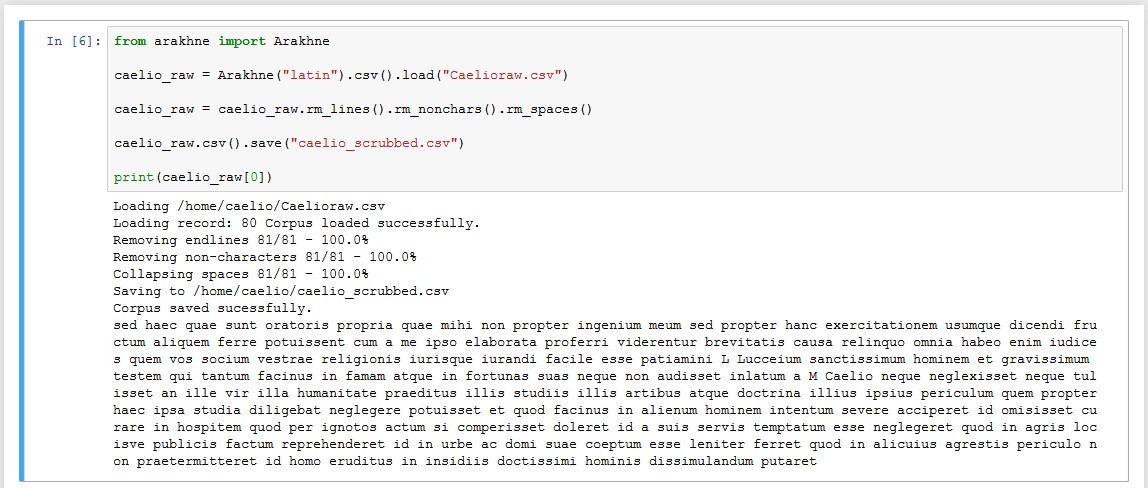 In [6]: from arakhne import Arakhne
caelio_raw = Arakhne("latin").csv().load("Caelioraw.csv")
caelio_raw = caelio_raw.rm_lines().rm_nonchars().rm_spaces()
caelio_raw.csv().save("caelio_scrubbed.csv")
print(caelio_raw[0])
Loading /home/caelio/Caelioraw.csv
Loading record: 80 Corpus loaded successfully.
Removing endlines 81/81 - 100.0%
Removing non-characters 81/81 - 100.0%
Collapsing spaces 81/81 - 100.0%
Saving to /home/caelio/caelio_scrubbed.csv
Corpus saved sucessfully.
sed haec quae sunt oratoris propria quae mihi non propter ingenium meum sed propter hanc exercitationem usumque dicendi fru
ctum aliquem ferre potuissent cum a me ipso elaborata proferri viderentur brevitatis causa relinquo omnia habeo enim iudice
s quem vos socium vestrae religionis iurisque iurandi facile esse patiamini L Lucceium sanctissimum hominem et gravissimum
testem qui tantum facinus in famam atque in fortunas suas neque non audisset inlatum a M Caelio neque neglexisset neque tul
isset an ille vir illa humanitate praeditus illis studiis illis artibus atque doctrina illius ipsius periculum quem propter
haec ipsa studia diligebat neglegere potuisset et quod facinus in alienum hominem intentum severe acciperet id omisisset cu
rare in hospitem quod per ignotos actum si comperisset doleret id a suis servis temptatum esse neglegeret quod in agris loc
isve publicis factum reprehenderet id in urbe ac domi suae coeptum esse leniter ferret quod in alicuius agrestis periculo n
on praetermitteret id homo eruditus in insidiis doctissimi hominis dissimulandum putaret